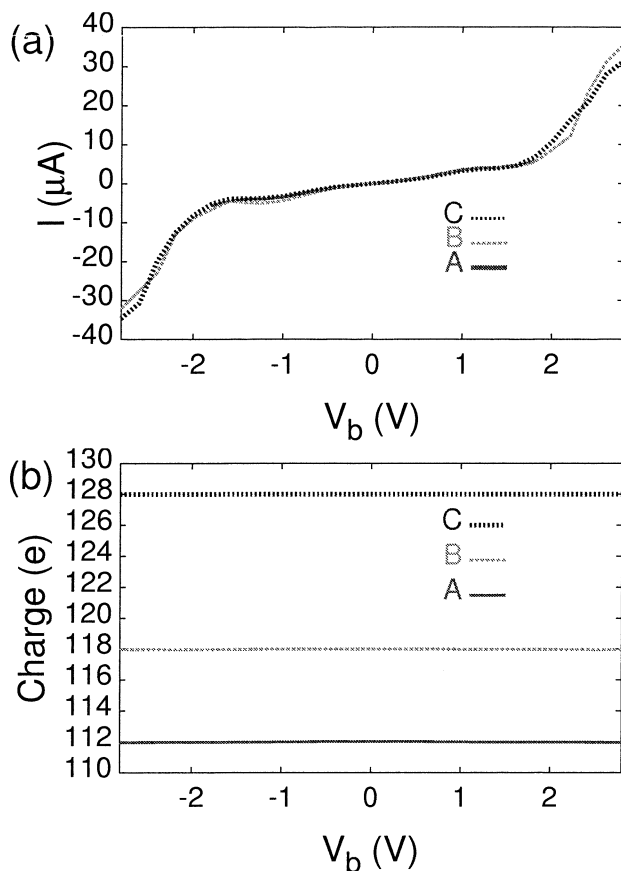 (a)
40
30
20
10
0
-10
-20
-30
-40
I (μA)
C
B
A
-2 -1 0 1 2
V_b (V)
(b)
130
128
126
124
122
120
118
116
114
112
110
Charge (e)
C
B
A
-2 -1 0 1 2
V_b (V)